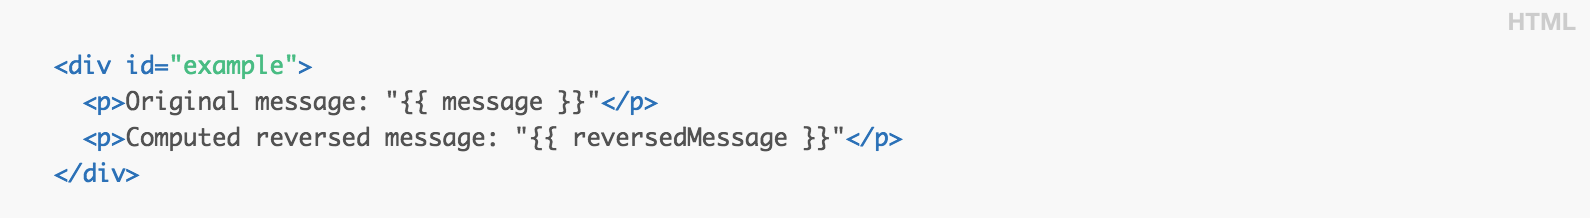 HTML
<div id="example">
  <p>Original message: "{{ message }}"</p>
  <p>Computed reversed message: "{{ reversedMessage }}"</p>
</div>